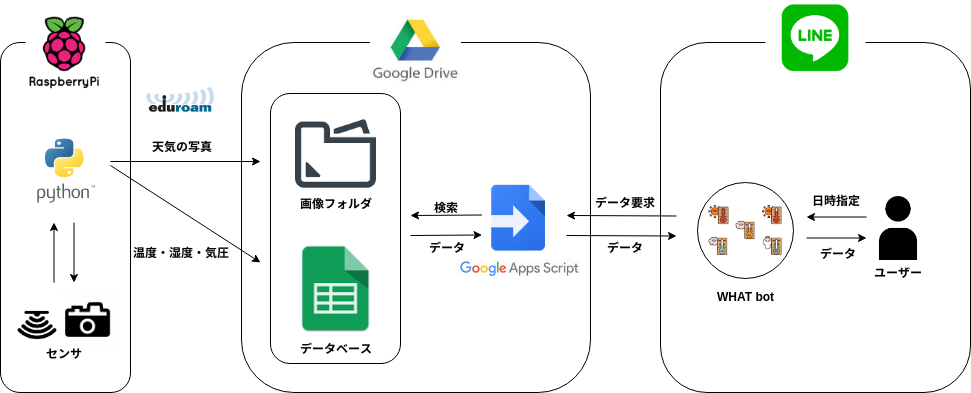 RaspberryPi
python™
センサ
eduroam
天気の写真
温度・湿度・気圧
Google Drive
画像フォルダ
データベース
検索
データ
Google Apps Script
データ要求
データ
LINE
WHAT bot
日時指定
データ
ユーザー